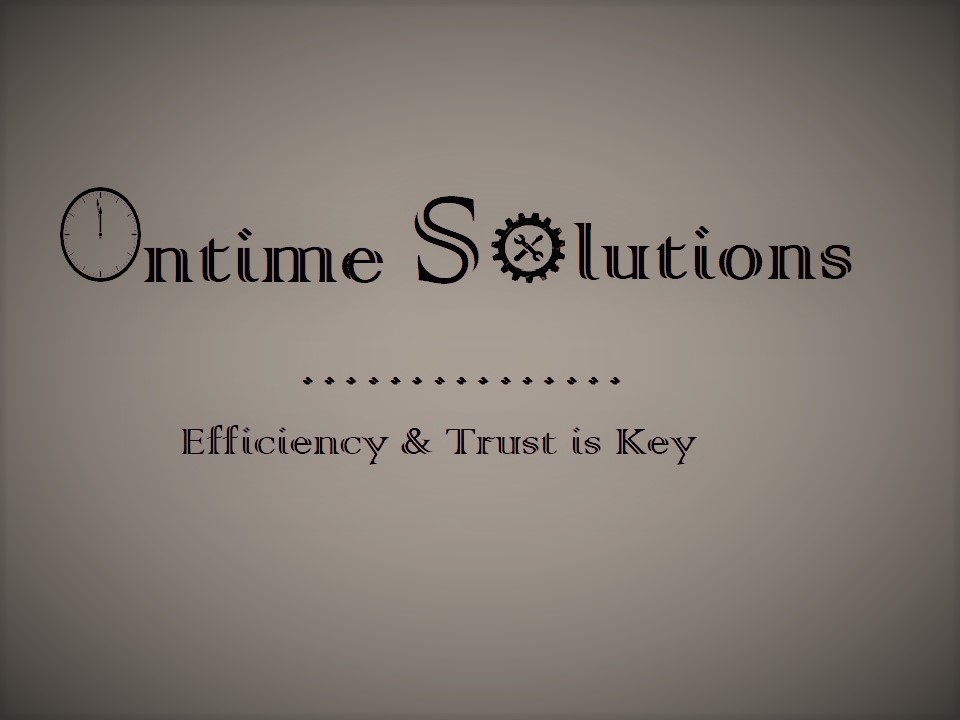 Ontime Solutions
...............
Efficiency & Trust is Key